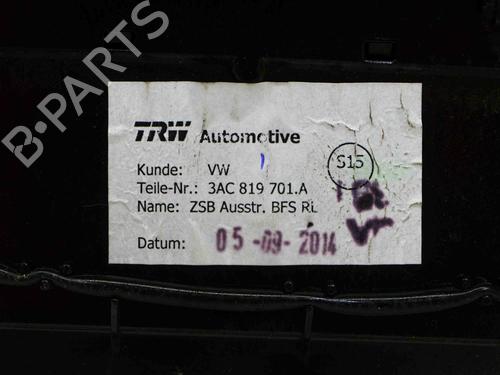 B-PARTS
TRW Automotive
S15
Kunde: VW
Teile-Nr.: 3AC 819 701.A
Name: ZSB Ausstr. BFS RL
Datum: 05-09-2014